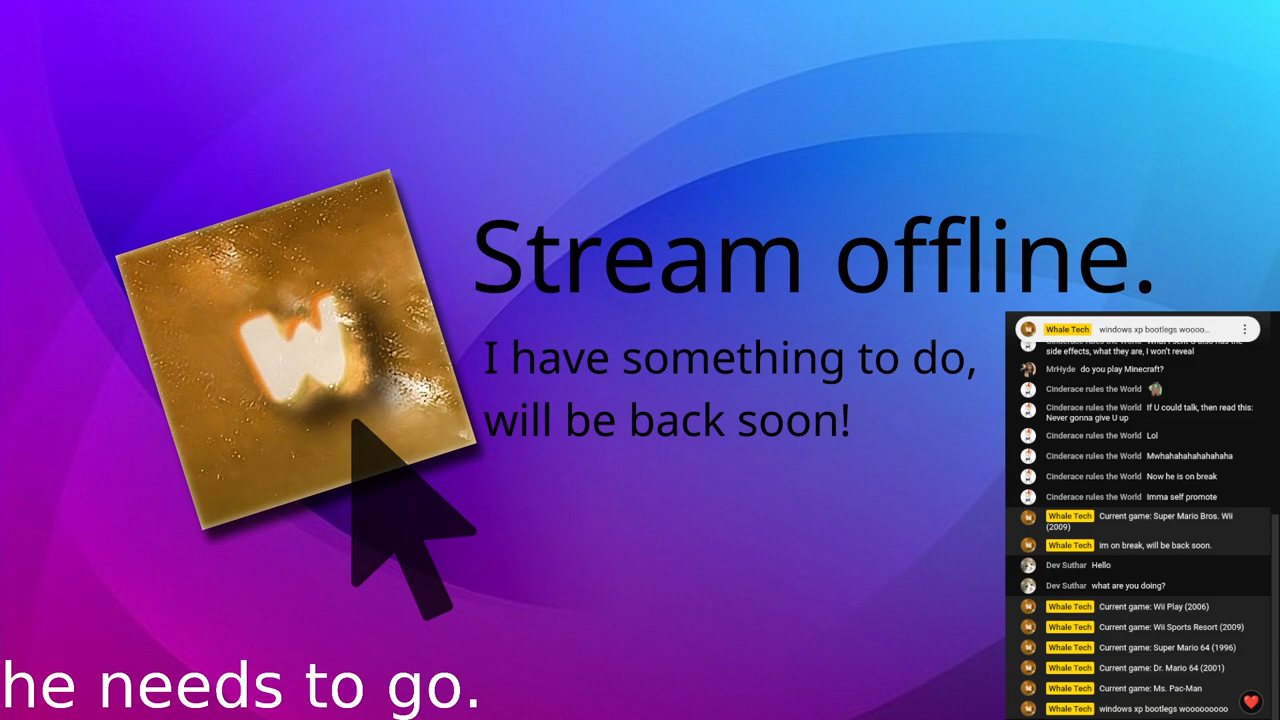 W
Stream offline.
I have something to do,
will be back soon!
Whale Tech windows xp bootlegs woooo...
side effects, what they are, I won't reveal
MrHyde do you play Minecraft?
Cinderace rules the World
Cinderace rules the World If U could talk, then read this:
Never gonna give U up
Cinderace rules the World Lol
Cinderace rules the World Mwhahahahahahahaha
Cinderace rules the World Now he is on break
Cinderace rules the World Imma self promote
Whale Tech Current game: Super Mario Bros. Wii
(2009)
Whale Tech im on break, will be back soon.
Dev Suthar Hello
Dev Suthar what are you doing?
Whale Tech Current game: Wii Play (2006)
Whale Tech Current game: Wii Sports Resort (2009)
Whale Tech Current game: Super Mario 64 (1996)
Whale Tech Current game: Dr. Mario 64 (2001)
Whale Tech Current game: Ms. Pac-Man
Whale Tech windows xp bootlegs wooooooooo
he needs to go.